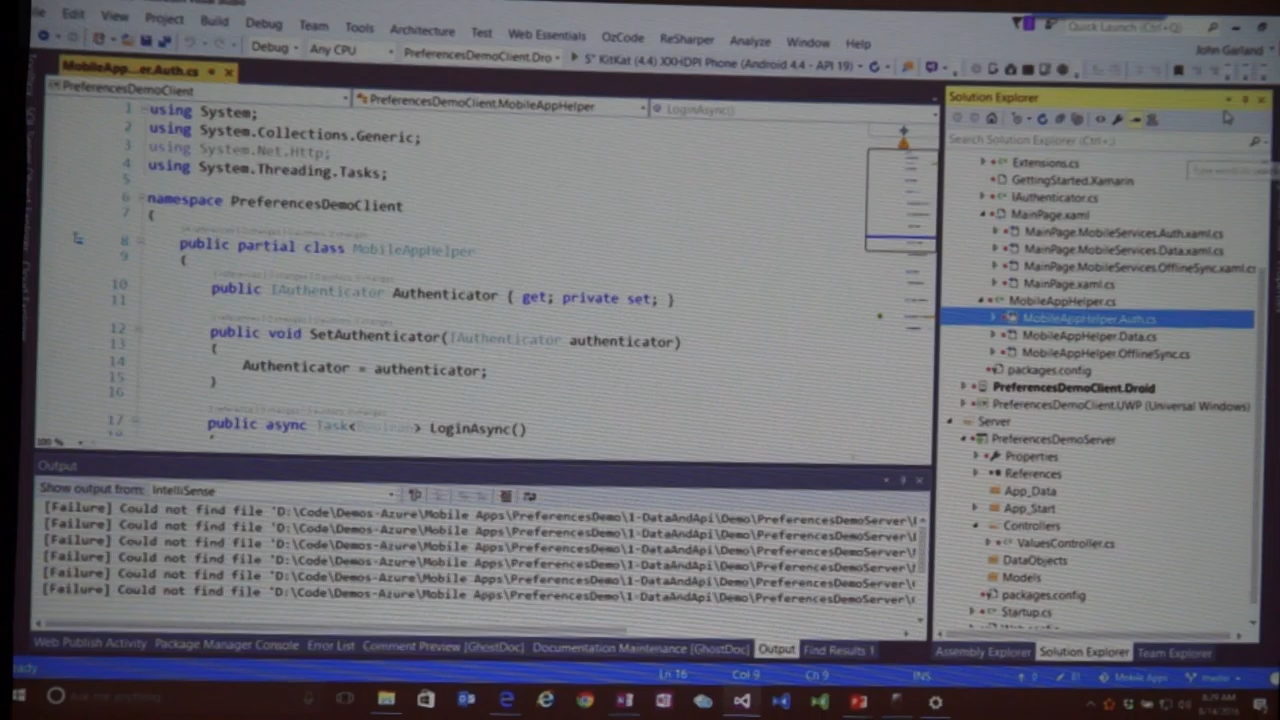 Edit View Project Build Debug Team Tools Architecture Test Web Essentials OzCode ReSharper Analyze Window Help
Quick Launch (Ctrl+Q)
John Garland
Debug Any CPU PreferencesDemoClient.Dro 5" KitKat (4.4) XXHDPI Phone (Android 4.4 - API 19)
MobileApp...er.Auth.cs
PreferencesDemoClient PreferencesDemoClient.MobileAppHelper LoginAsync()
1 using System;
2 using System.Collections.Generic;
3 using System.Net.Http;
4 using System.Threading.Tasks;
5
6 namespace PreferencesDemoClient
7 {
8 public partial class MobileAppHelper
9 {
10 public IAuthenticator Authenticator { get; private set; }
11
12 public void SetAuthenticator(IAuthenticator authenticator)
13 {
14 Authenticator = authenticator;
15 }
16
17 public async Task<Boolean> LoginAsync()
100 %
Output
Show output from: IntelliSense
[Failure] Could not find file 'D:\Code\Demos-Azure\Mobile Apps\PreferencesDemo\1-DataAndApi\Demo\PreferencesDemoServer\
[Failure] Could not find file 'D:\Code\Demos-Azure\Mobile Apps\PreferencesDemo\1-DataAndApi\Demo\PreferencesDemoServer\
[Failure] Could not find file 'D:\Code\Demos-Azure\Mobile Apps\PreferencesDemo\1-DataAndApi\Demo\PreferencesDemoServer\
[Failure] Could not find file 'D:\Code\Demos-Azure\Mobile Apps\PreferencesDemo\1-DataAndApi\Demo\PreferencesDemoServer\
[Failure] Could not find file 'D:\Code\Demos-Azure\Mobile Apps\PreferencesDemo\1-DataAndApi\Demo\PreferencesDemoServer\
[Failure] Could not find file 'D:\Code\Demos-Azure\Mobile Apps\PreferencesDemo\1-DataAndApi\Demo\PreferencesDemoServer\
Web Publish Activity Package Manager Console Error List Comment Preview [GhostDoc] Documentation Maintenance [GhostDoc] Output Find Results 1
Solution Explorer
Search Solution Explorer (Ctrl+;)
Extensions.cs
GettingStarted.Xamarin
IAuthenticator.cs
MainPage.xaml
MainPage.MobileServices.Auth.xaml.cs
MainPage.MobileServices.Data.xaml.cs
MainPage.MobileServices.OfflineSync.xaml.cs
MainPage.xaml.cs
MobileAppHelper.cs
MobileAppHelper.Auth.cs
MobileAppHelper.Data.cs
MobileAppHelper.OfflineSync.cs
packages.config
PreferencesDemoClient.Droid
PreferencesDemoClient.UWP (Universal Windows)
Server
PreferencesDemoServer
Properties
References
App_Data
App_Start
Controllers
ValuesController.cs
DataObjects
Models
packages.config
Startup.cs
Assembly Explorer Solution Explorer Team Explorer
Ln 16 Col 9 Ch 9 INS Mobile Apps master
Ask me anything
8:29 AM